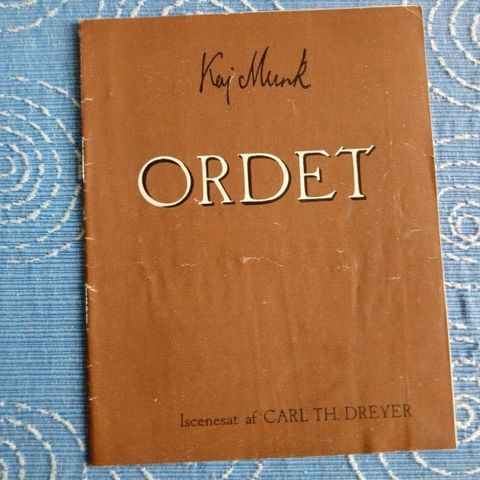 Kaj Munk
ORDET
Iscenesat af CARL TH. DREYER